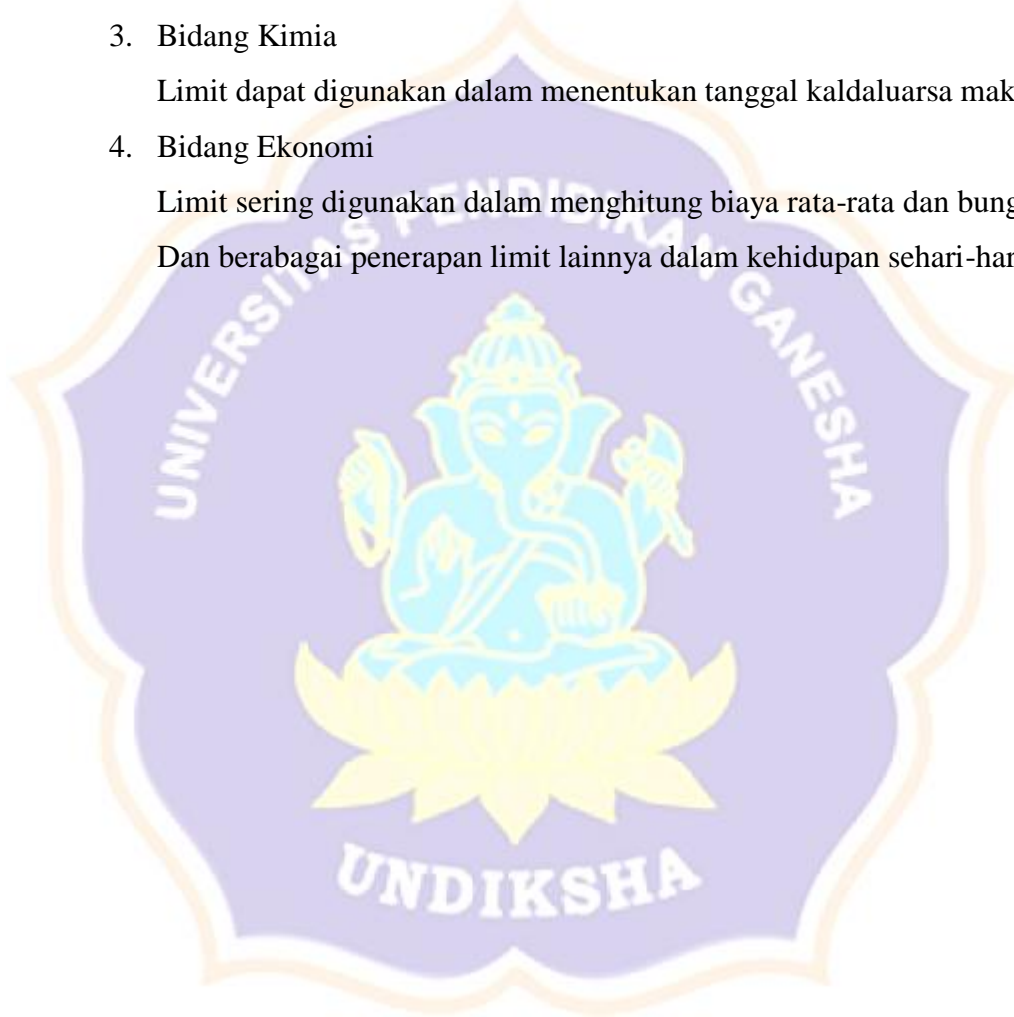 3. Bidang Kimia
Limit dapat digunakan dalam menentukan tanggal kaldaluarsa mak
4. Bidang Ekonomi
Limit sering digunakan dalam menghitung biaya rata-rata dan bung
Dan berabagai penerapan limit lainnya dalam kehidupan sehari-har
UNIVERSITAS PENDIDIKAN GANESHA
UNDIKSHA